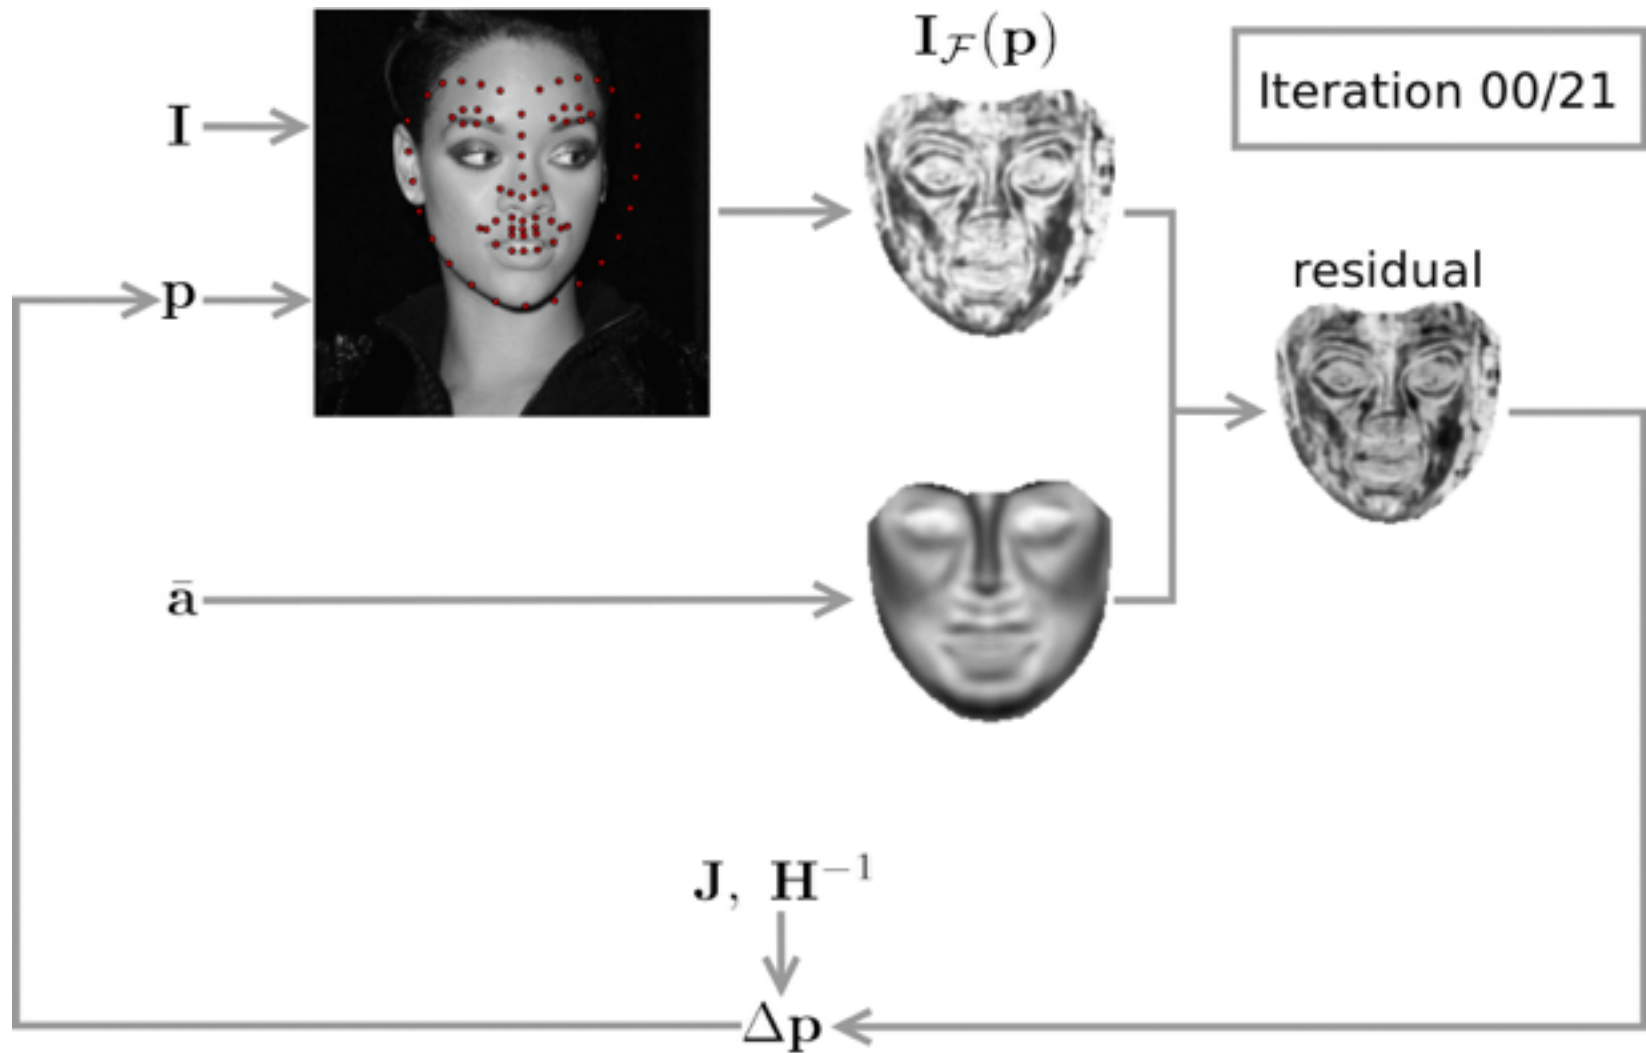 I_ℱ(p)
Iteration 00/21
I
residual
p
ā
J, H⁻¹
Δp